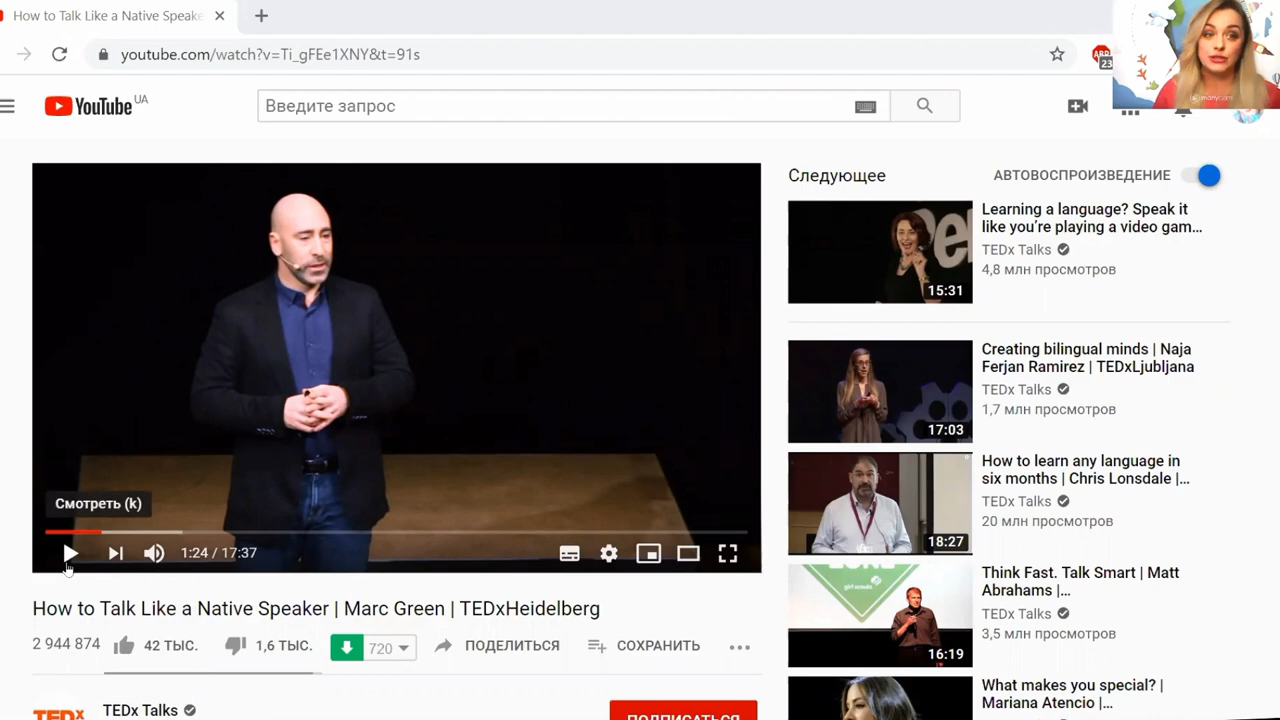 How to Talk Like a Native Speake
youtube.com/watch?v=Ti_gFEe1XNY&t=91s
23
YouTube UA
Введите запрос
Следующее
АВТОВОСПРОИЗВЕДЕНИЕ
Learning a language? Speak it
like you're playing a video gam...
TEDx Talks
4,8 млн просмотров
15:31
Creating bilingual minds | Naja
Ferjan Ramirez | TEDxLjubljana
TEDx Talks
1,7 млн просмотров
17:03
How to learn any language in
six months | Chris Lonsdale |...
TEDx Talks
20 млн просмотров
18:27
Think Fast. Talk Smart | Matt
Abrahams |...
TEDx Talks
3,5 млн просмотров
16:19
What makes you special? |
Mariana Atencio |...
Смотреть (k)
1:24 / 17:37
How to Talk Like a Native Speaker | Marc Green | TEDxHeidelberg
2 944 874
42 ТЫС.
1,6 ТЫС.
720
ПОДЕЛИТЬСЯ
СОХРАНИТЬ
TEDx
TEDx Talks
ПОДПИСАТЬСЯ